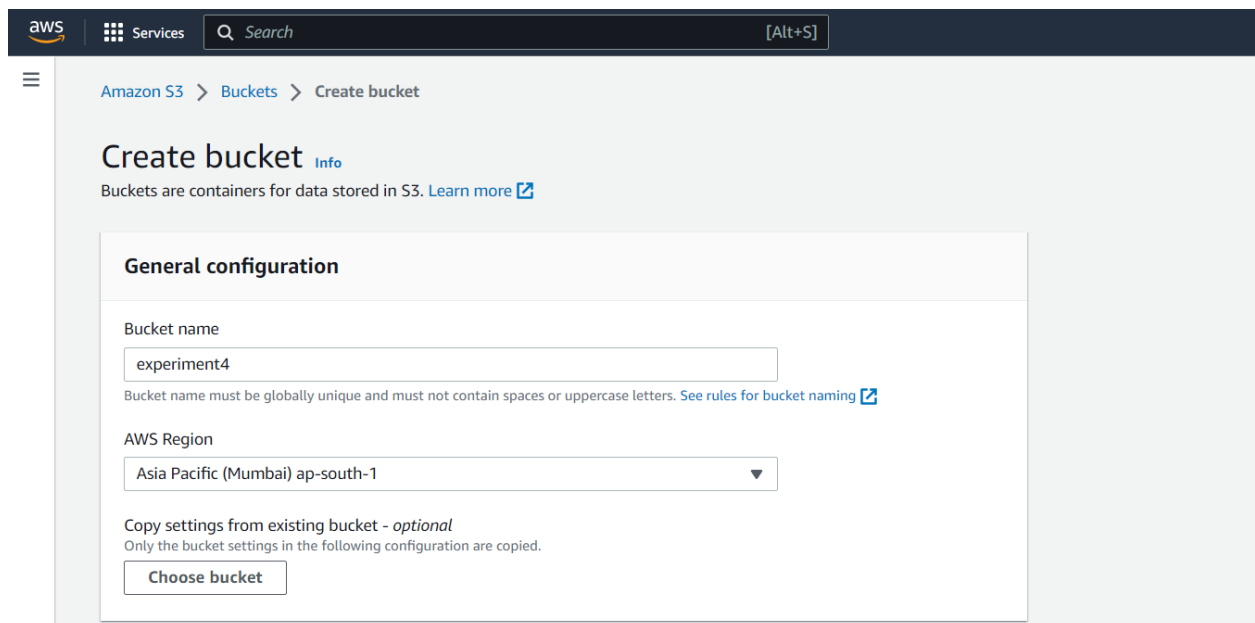 aws Services Search [Alt+S]
Amazon S3 > Buckets > Create bucket
Create bucket Info
Buckets are containers for data stored in S3. Learn more
General configuration
Bucket name
experiment4
Bucket name must be globally unique and must not contain spaces or uppercase letters. See rules for bucket naming
AWS Region
Asia Pacific (Mumbai) ap-south-1
Copy settings from existing bucket - optional
Only the bucket settings in the following configuration are copied.
Choose bucket